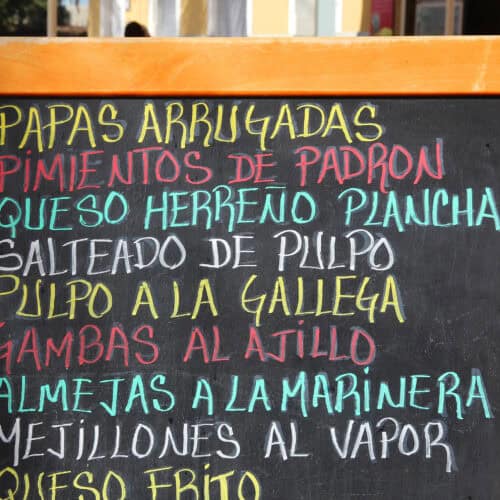 PAPAS ARRUGADAS
PIMIENTOS DE PADRON
QUESO HERREÑO PLANCHA
SALTEADO DE PULPO
PULPO A LA GALLEGA
GAMBAS AL AJILLO
ALMEJAS A LA MARINERA
MEJILLONES AL VAPOR
QUESO FRITO